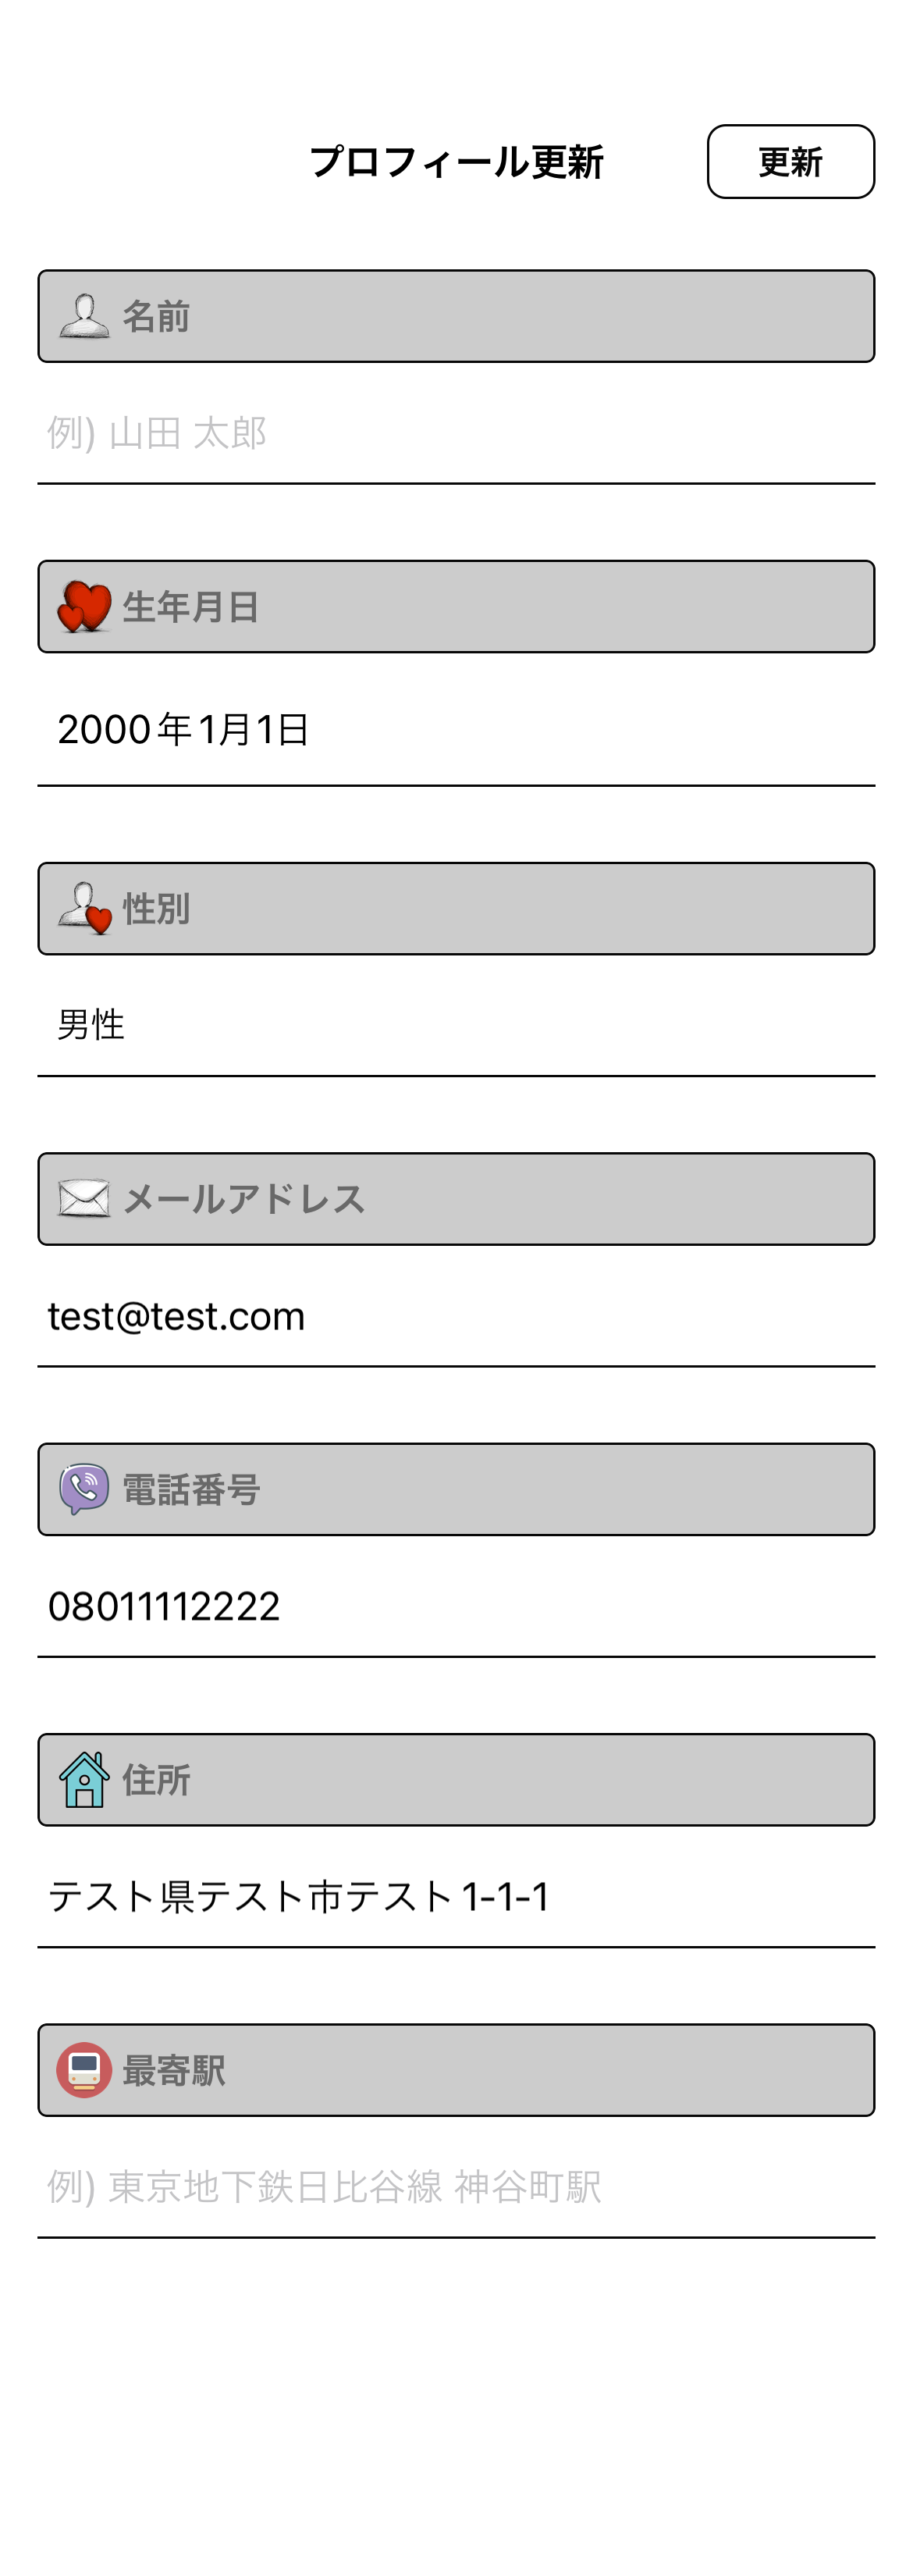 プロフィール更新 更新
名前
例) 山田 太郎
生年月日
2000年1月1日
性別
男性
メールアドレス
test@test.com
電話番号
08011112222
住所
テスト県テスト市テスト1-1-1
最寄駅
例) 東京地下鉄日比谷線 神谷町駅